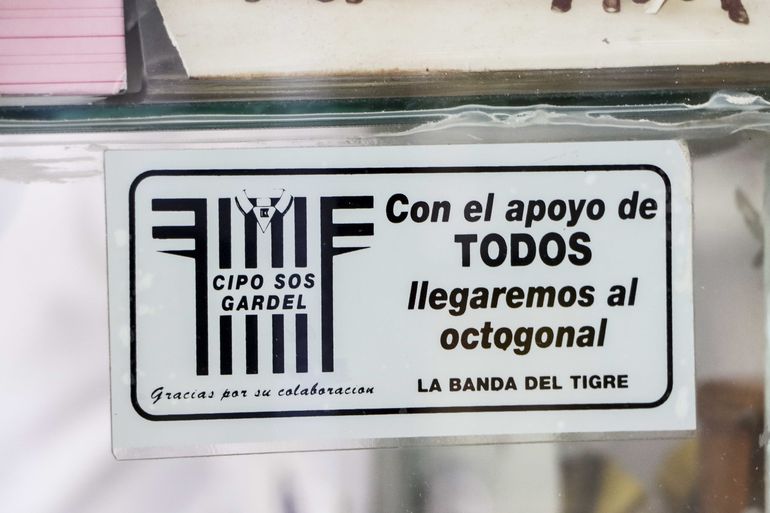 CIPO SOS
GARDEL
Gracias por su colaboracion
Con el apoyo de
TODOS
llegaremos al
octogonal
LA BANDA DEL TIGRE